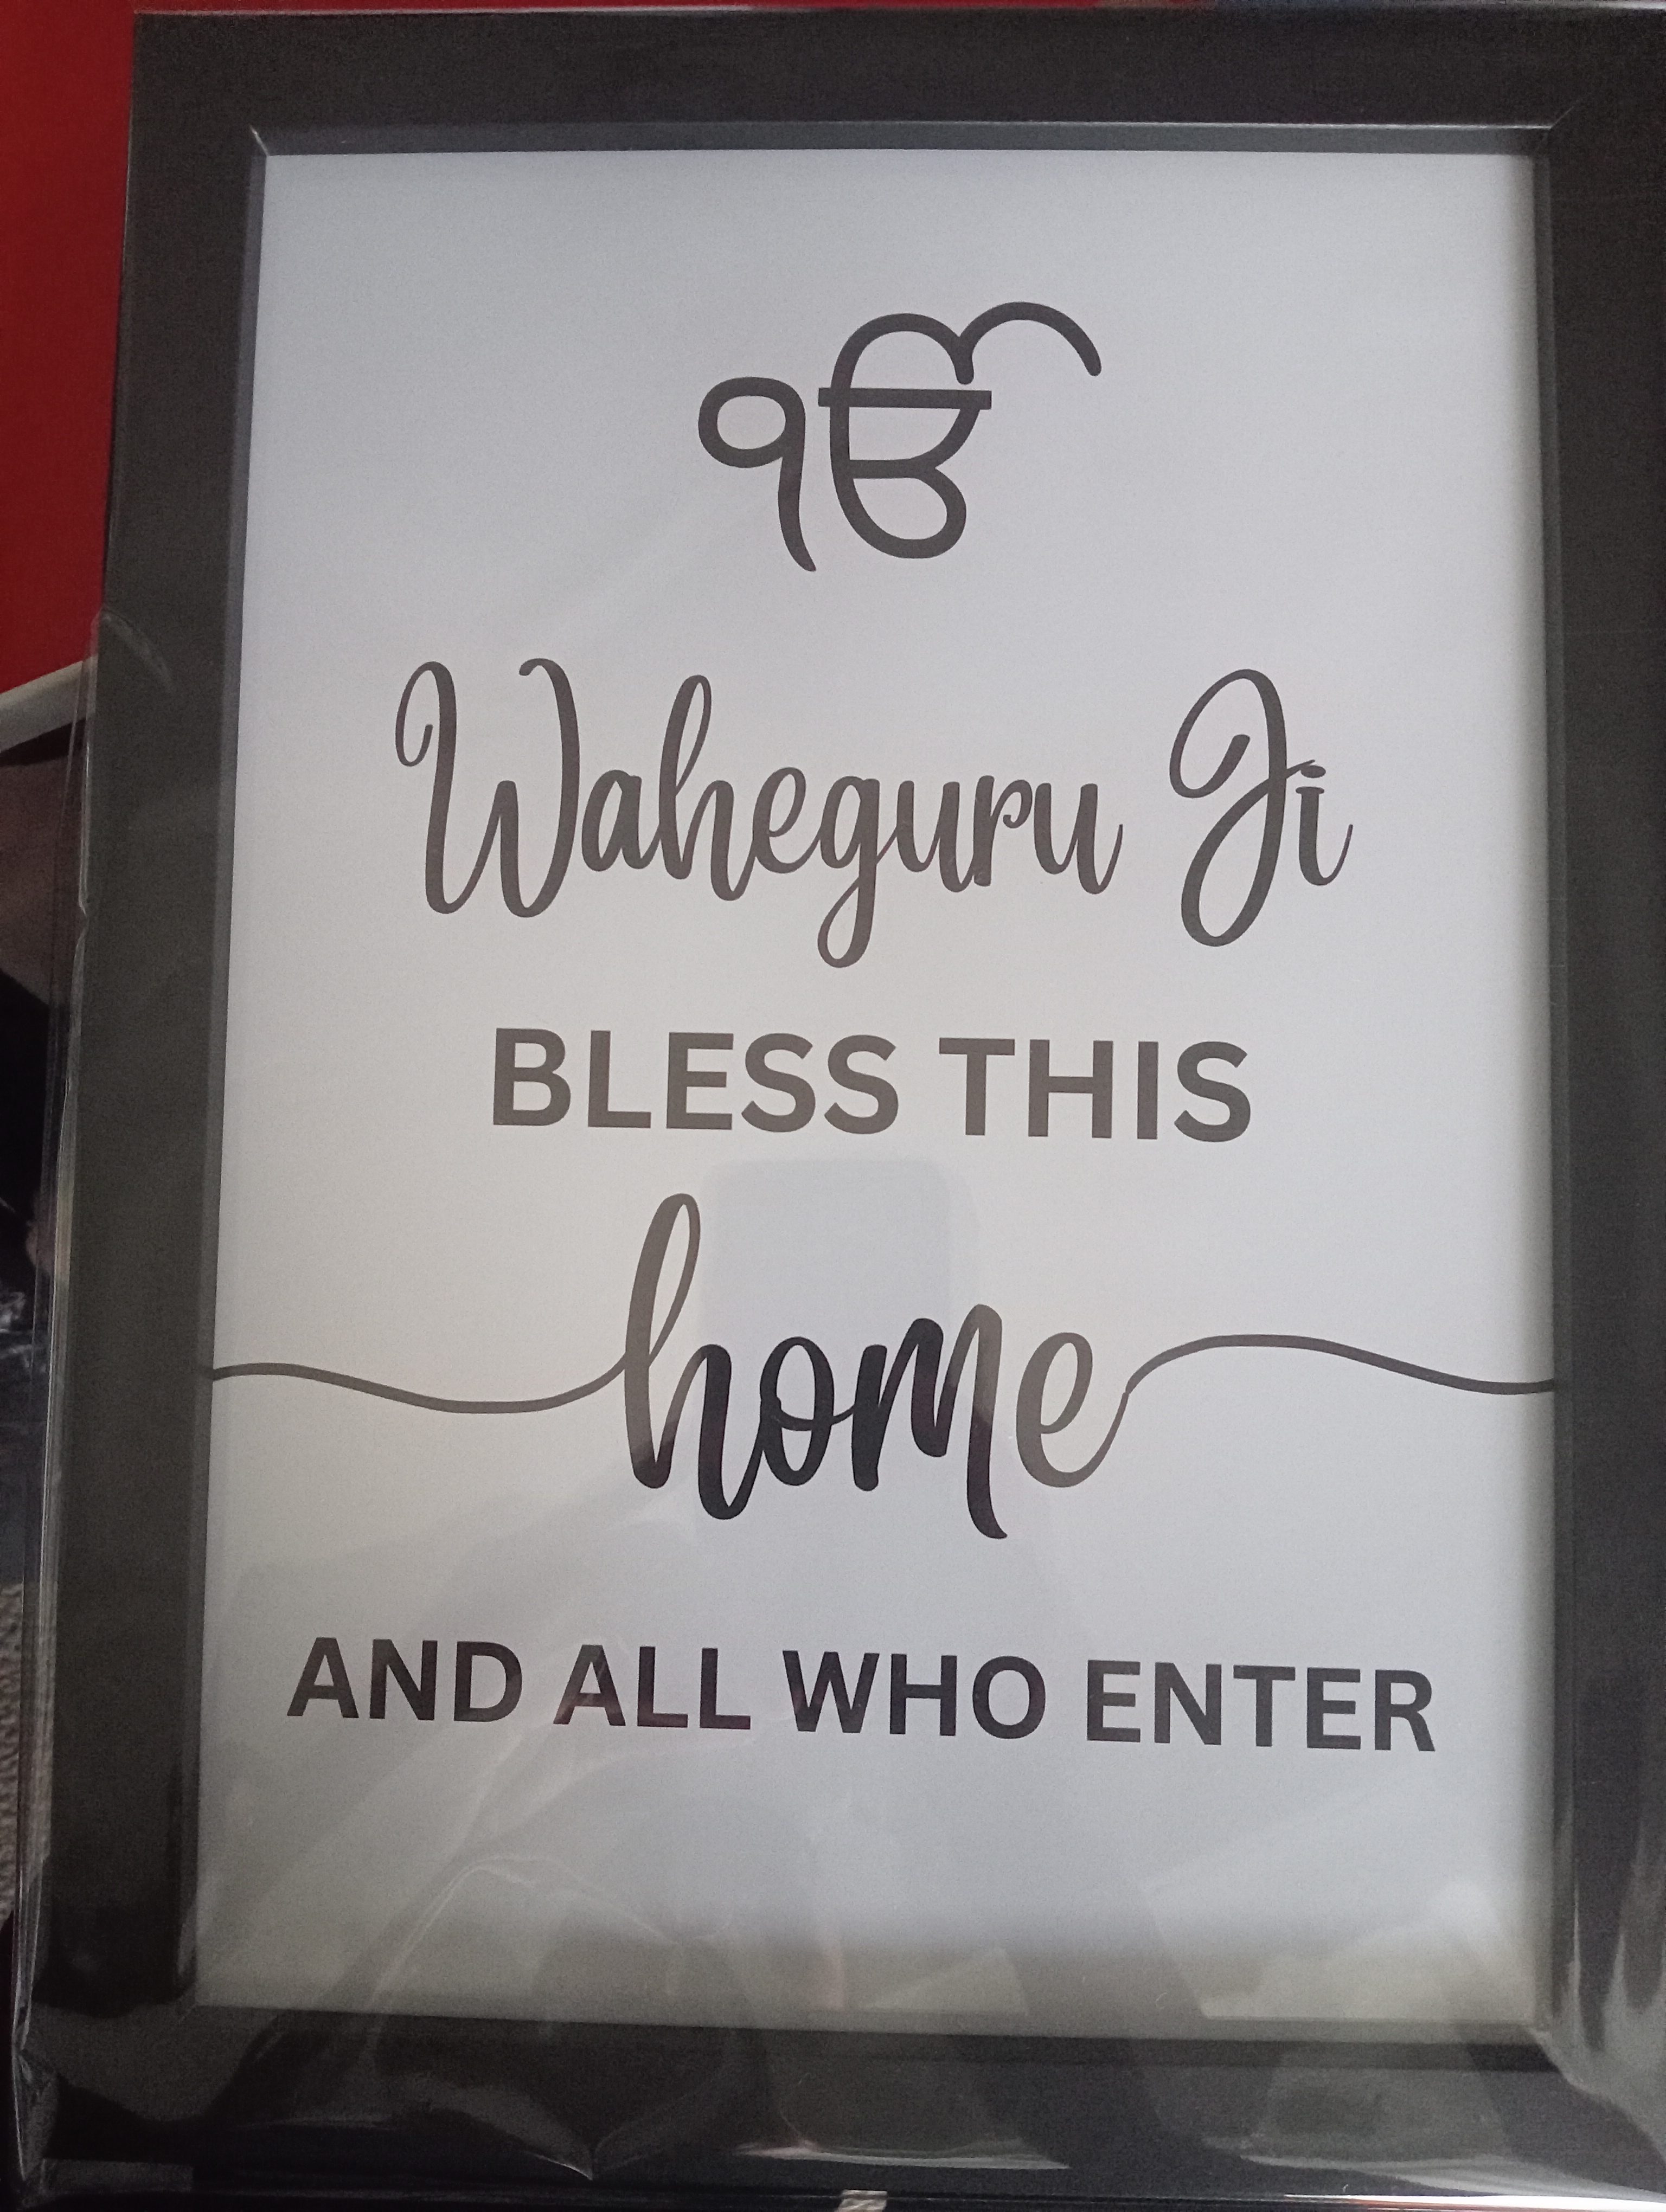 ੴ
Waheguru Ji
BLESS THIS
home
AND ALL WHO ENTER